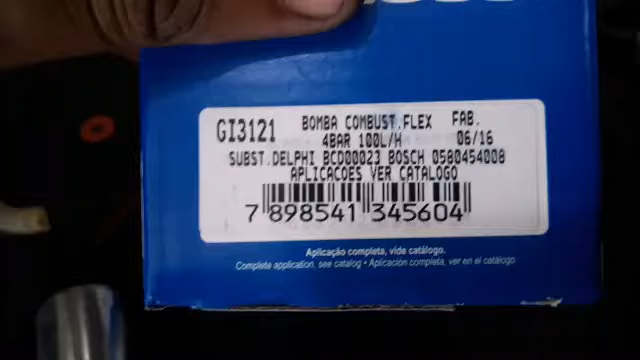 GI3121 BOMBA COMBUST.FLEX FAB.
4BAR 100L/H 06/16
SUBST.DELPHI BCD00023 BOSCH 0580454008
APLICACOES VER CATALOGO
7 898541 345604
Aplicação completa, vide catálogo.
Complete application, see catalog • Aplicación completa, ver en el catálogo